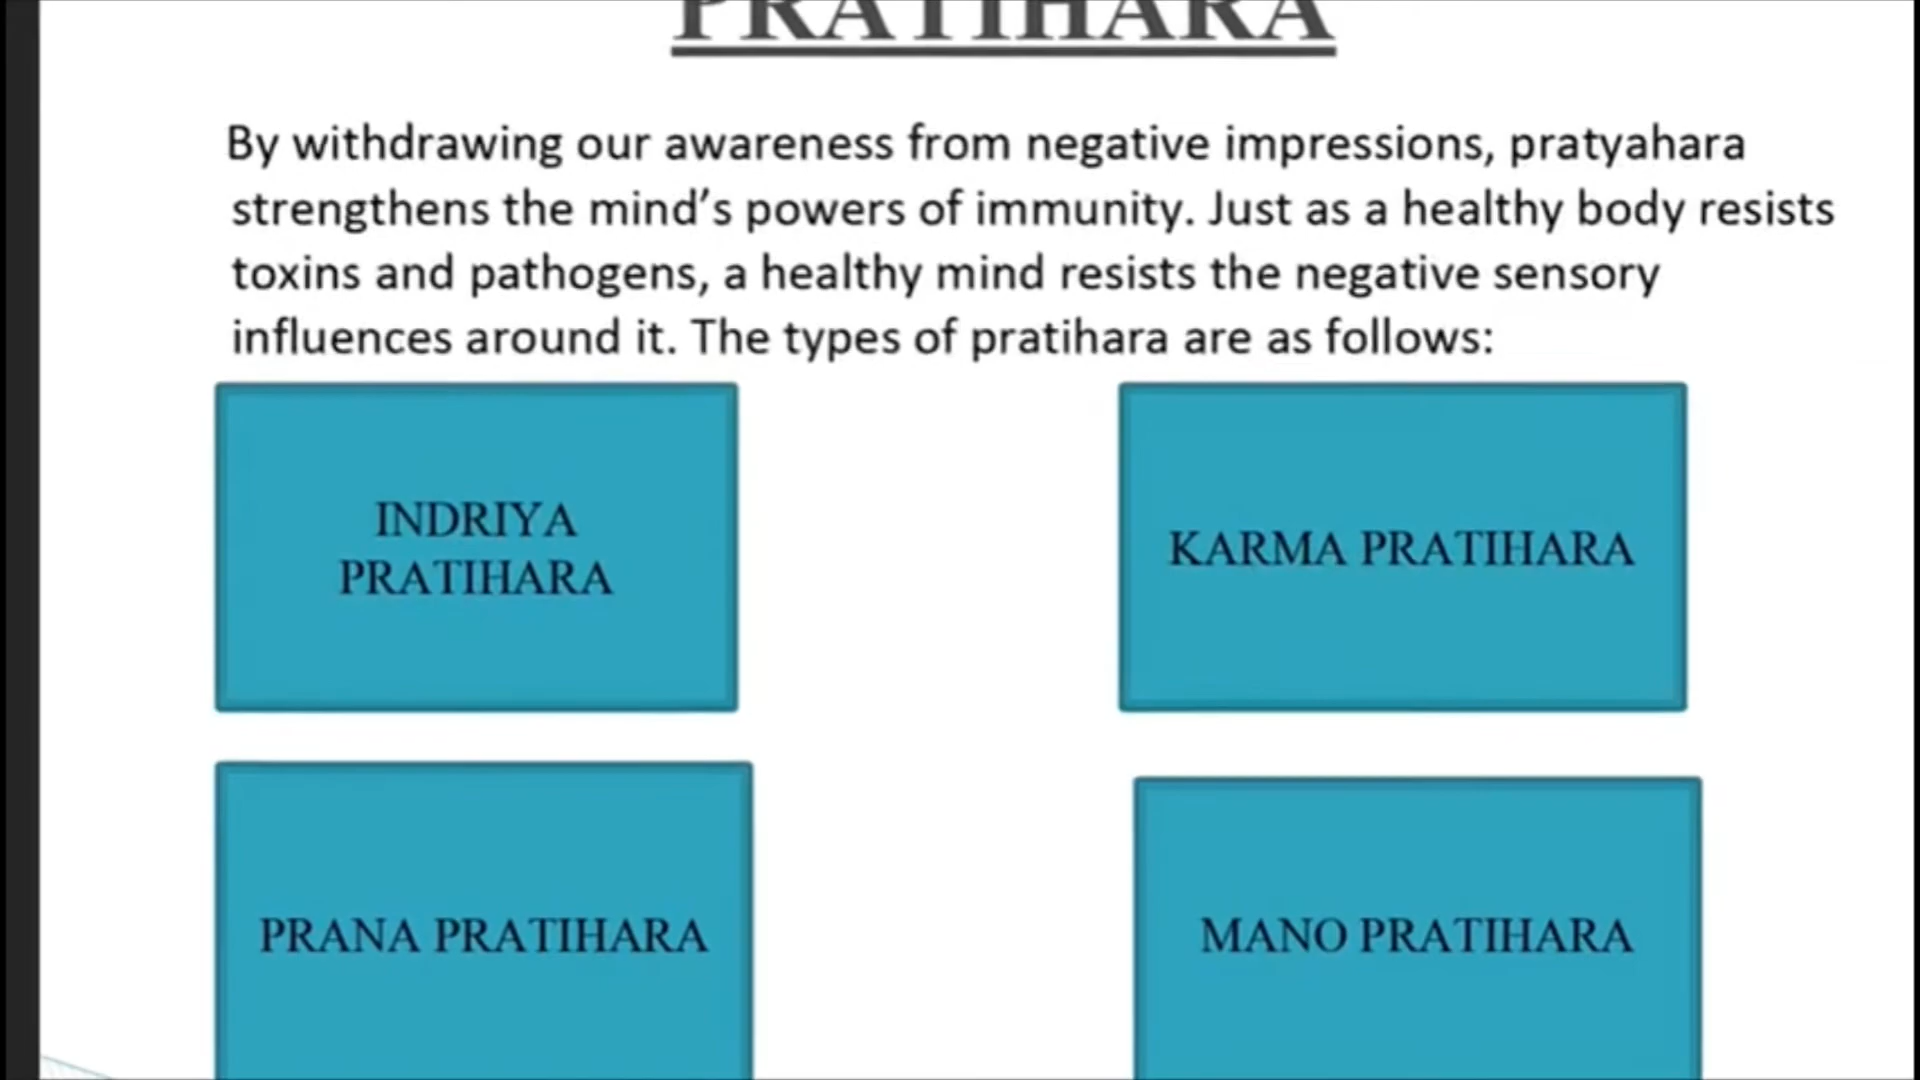 PRATIHARA
By withdrawing our awareness from negative impressions, pratyahara
strengthens the mind’s powers of immunity. Just as a healthy body resists
toxins and pathogens, a healthy mind resists the negative sensory
influences around it. The types of pratihara are as follows:
INDRIYA
PRATIHARA
KARMA PRATIHARA
PRANA PRATIHARA
MANO PRATIHARA